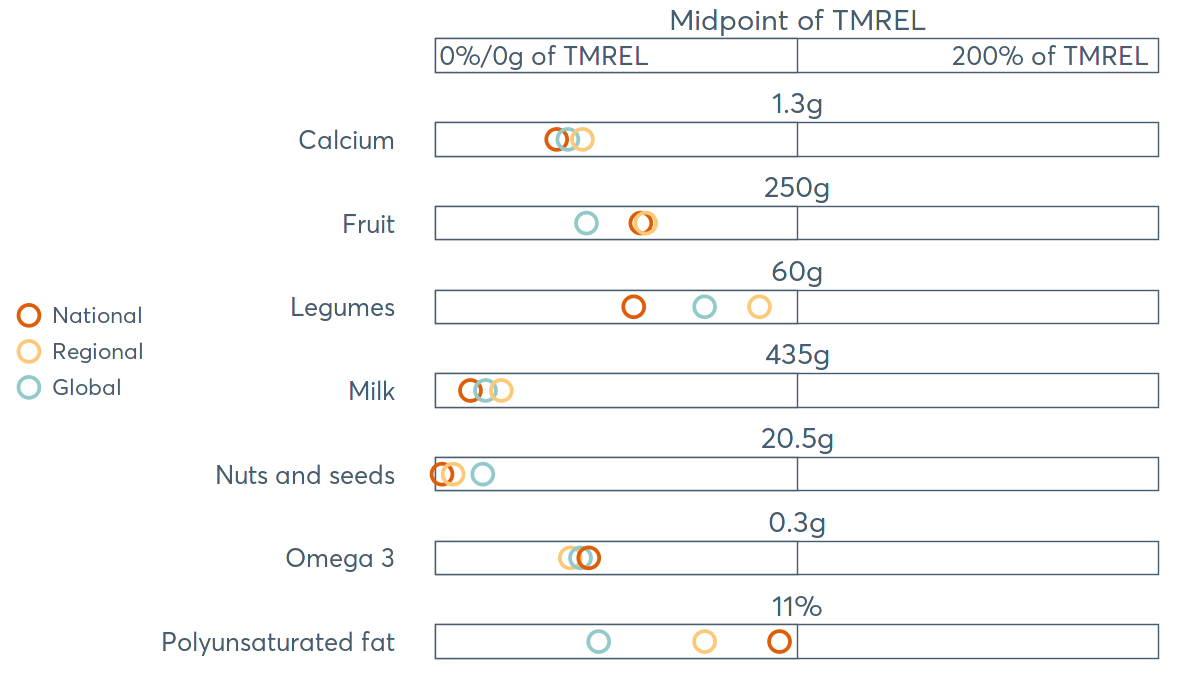 Midpoint of TMREL
0%/0g of TMREL 200% of TMREL
1.3g
Calcium
250g
Fruit
60g
Legumes
435g
Milk
20.5g
Nuts and seeds
0.3g
Omega 3
11%
Polyunsaturated fat
National
Regional
Global